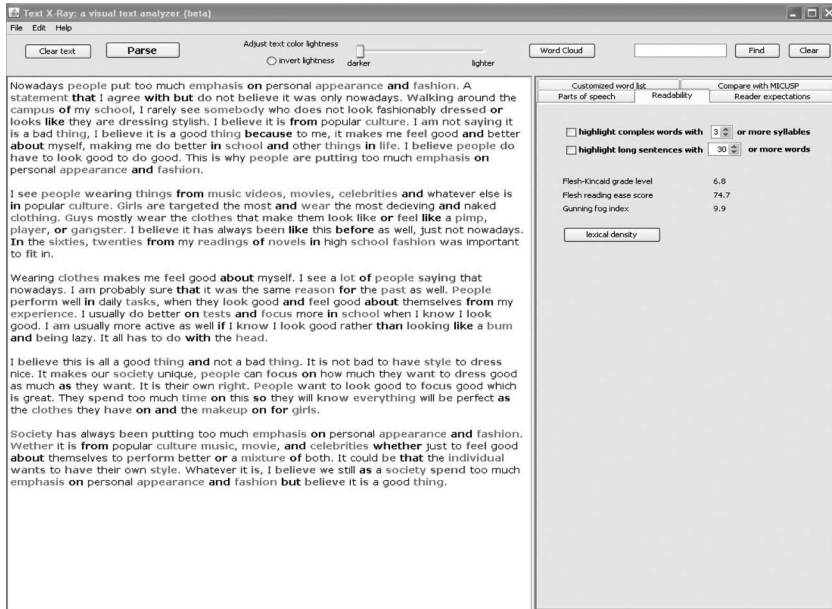 Text X-Ray: a visual text analyzer (beta)
File Edit Help
Clear text
Parse
Adjust text color lightness
invert lightness
darker
lighter
Word Cloud
Find
Clear
Nowadays people put too much emphasis on personal appearance and fashion. A
statement that I agree with but do not believe it was only nowadays. Walking around the
campus of my school, I rarely see somebody who does not look fashionably dressed or
looks like they are dressing stylish. I believe it is from popular culture. I am not saying it
is a bad thing, I believe it is a good thing because to me, it makes me feel good and better
about myself, making me do better in school and other things in life. I believe people do
have to look good to do good. This is why people are putting too much emphasis on
personal appearance and fashion.
I see people wearing things from music videos, movies, celebrities and whatever else is
in popular culture. Girls are targeted the most and wear the most decieving and naked
clothing. Guys mostly wear the clothes that make them look like or feel like a pimp,
player, or gangster. I believe it has always been like this before as well, just not nowadays.
In the sixties, twenties from my readings of novels in high school fashion was important
to fit in.
Wearing clothes makes me feel good about myself. I see a lot of people saying that
nowadays. I am probably sure that it was the same reason for the past as well. People
perform well in daily tasks, when they look good and feel good about themselves from my
experience. I usually do better on tests and focus more in school when I know I look
good. I am usually more active as well if I know I look good rather than looking like a bum
and being lazy. It all has to do with the head.
I believe this is all a good thing and not a bad thing. It is not bad to have style to dress
nice. It makes our society unique, people can focus on how much they want to dress good
as much as they want. It is their own right. People want to look good to focus good which
is great. They spend too much time on this so they will know everything will be perfect as
the clothes they have on and the makeup on for girls.
Society has always been putting too much emphasis on personal appearance and fashion.
Wether it is from popular culture music, movie, and celebrities whether just to feel good
about themselves to perform better or a mixture of both. It could be that the individual
wants to have their own style. Whatever it is, I believe we still as a society spend too much
emphasis on personal appearance and fashion but believe it is a good thing.
Customized word list
Compare with MICUSP
Parts of speech
Readability
Reader expectations
highlight complex words with 3 or more syllables
highlight long sentences with 30 or more words
Flesh-Kincaid grade level 6.8
Flesh reading ease score 74.7
Gunning fog index 9.9
lexical density